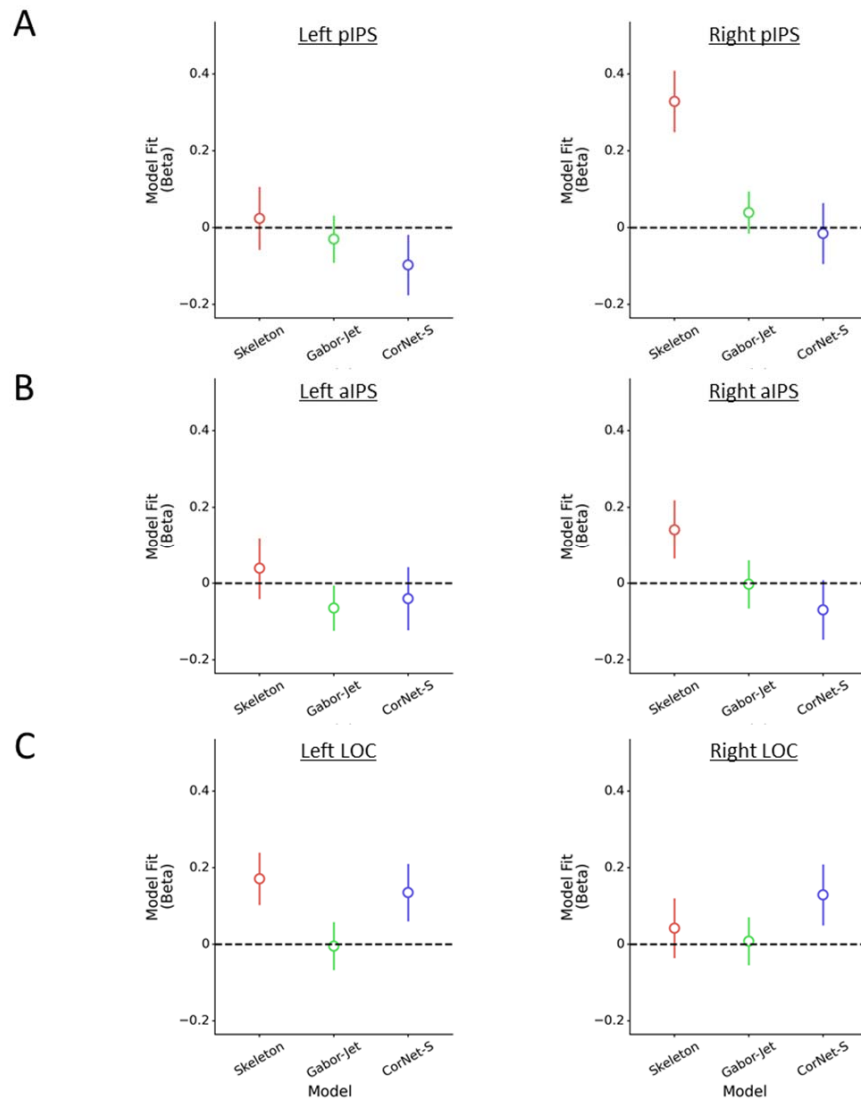 A
Left pIPS
Right pIPS
Model Fit
(Beta)
0.4
0.2
0
−0.2
Skeleton
Gabor-Jet
CorNet-S
Model Fit
(Beta)
0.4
0.2
0
−0.2
Skeleton
Gabor-Jet
CorNet-S
B
Left aIPS
Right aIPS
Model Fit
(Beta)
0.4
0.2
0
−0.2
Skeleton
Gabor-Jet
CorNet-S
Model Fit
(Beta)
0.4
0.2
0
−0.2
Skeleton
Gabor-Jet
CorNet-S
C
Left LOC
Right LOC
Model Fit
(Beta)
0.4
0.2
0
−0.2
Skeleton
Gabor-Jet
CorNet-S
Model
Model Fit
(Beta)
0.4
0.2
0
−0.2
Skeleton
Gabor-Jet
CorNet-S
Model